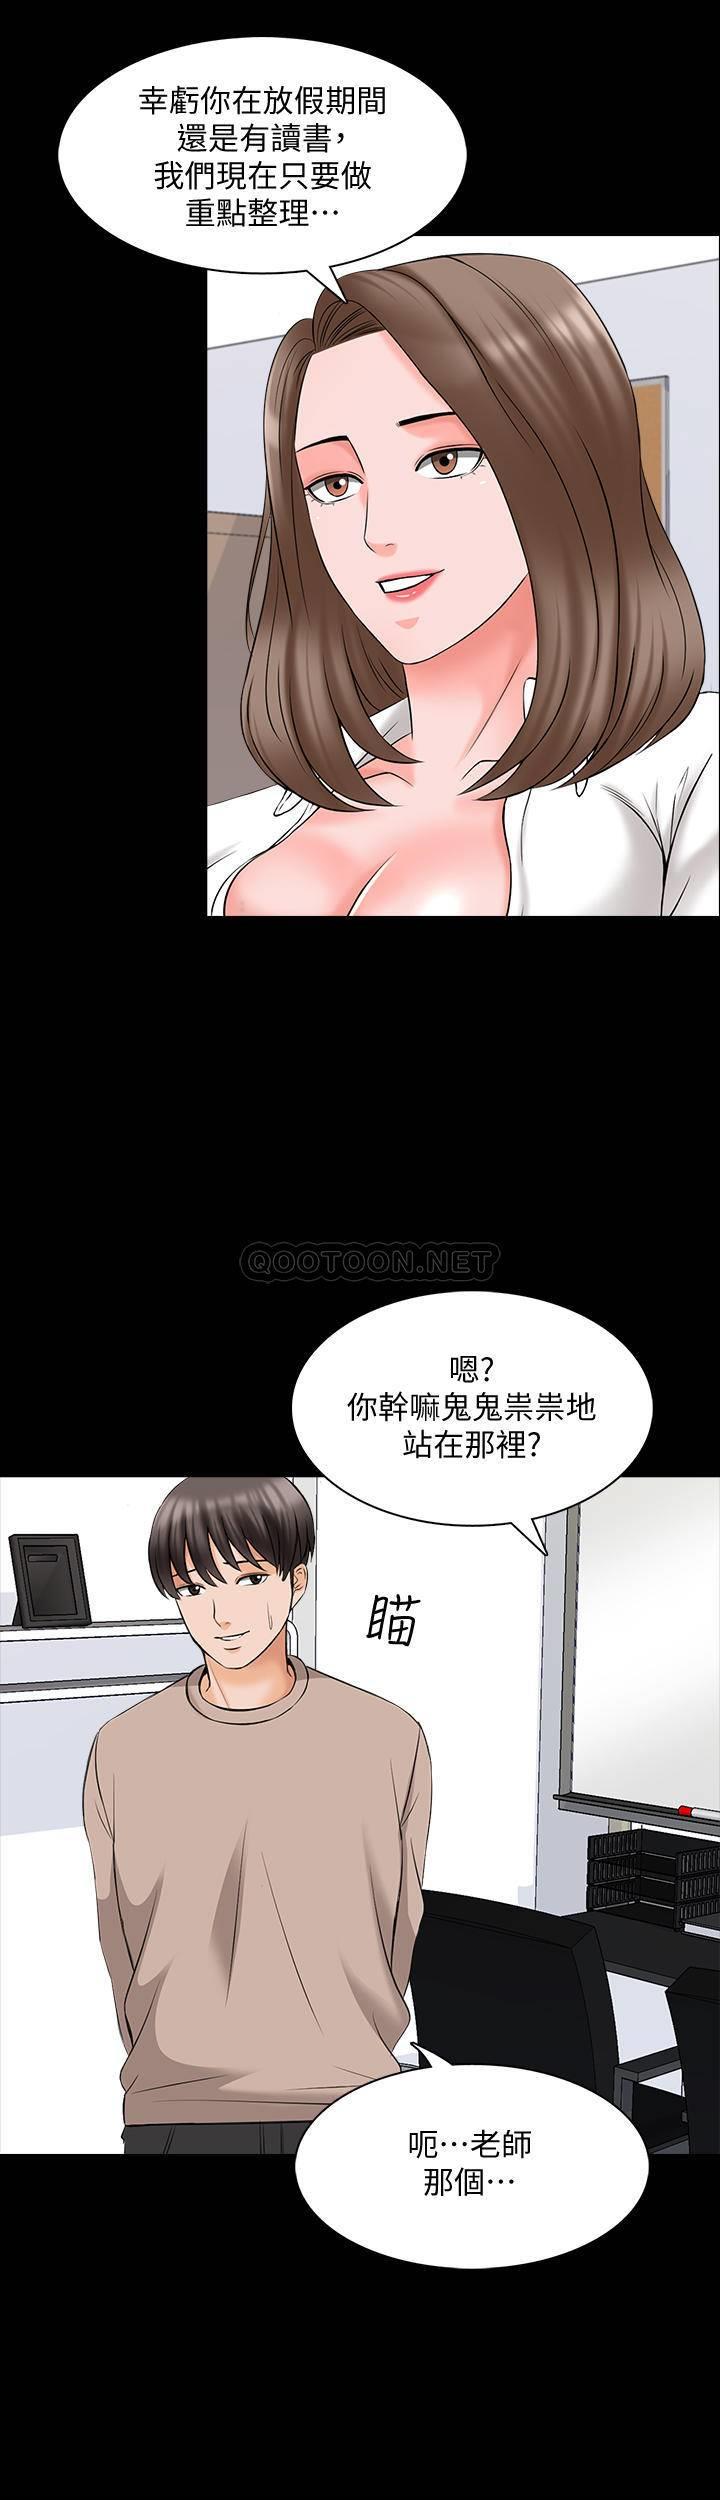 幸虧你在放假期間
還是有讀書,
我們現在只要做
重點整理…
QOOTOON.NET
嗯?
你幹嘛鬼鬼祟祟地
站在那裡?
瞄
呃…老師
那個…